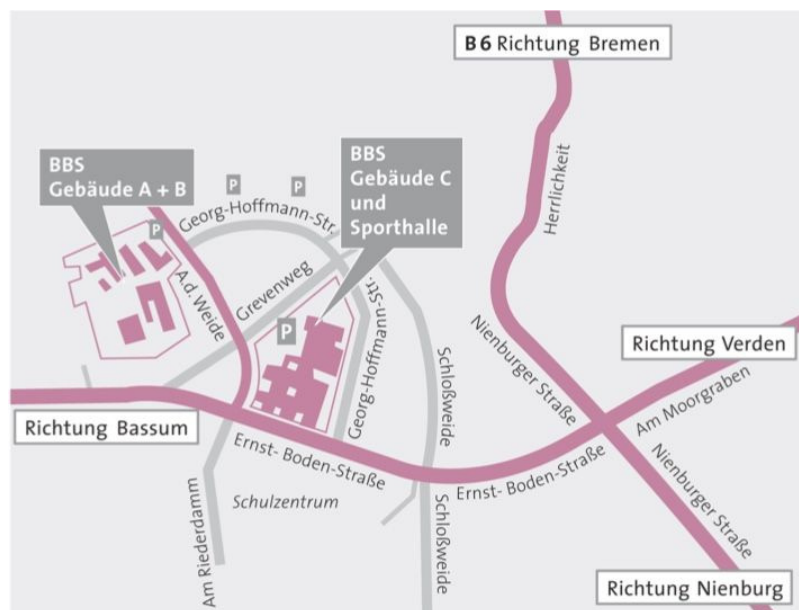 B6 Richtung Bremen
BBS
Gebäude A + B
BBS
Gebäude C
und
Sporthalle
P
P
P
P
Georg-Hoffmann-Str.
Herrlichkeit
A.d. Weide
Grevenweg
Georg-Hoffmann-Str.
Schloßweide
Nienburger Straße
Richtung Verden
Am Moorgraben
Richtung Bassum
Ernst- Boden-Straße
Ernst- Boden-Straße
Nienburger Straße
Schulzentrum
Am Riederdamm
Schloßweide
Richtung Nienburg